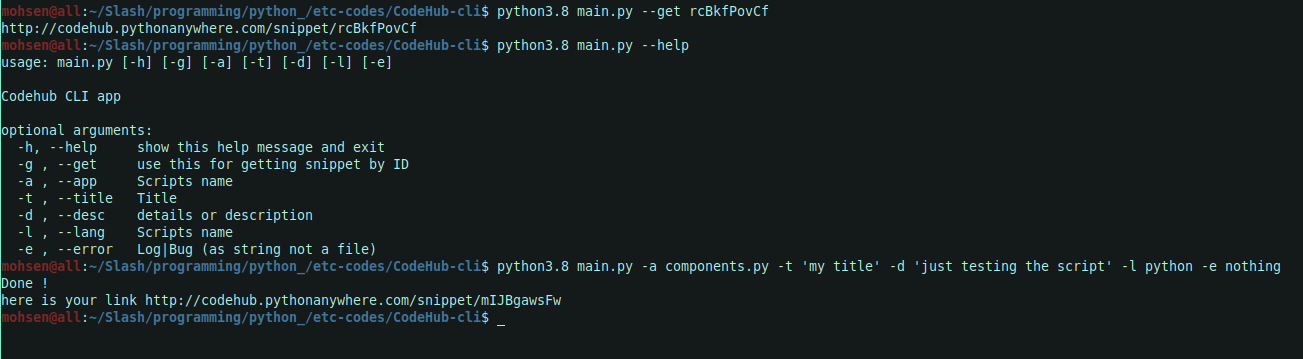 mohsen@all:~/Slash/programming/python_/etc-codes/CodeHub-cli$ python3.8 main.py --get rcBkfPovCf
http://codehub.pythonanywhere.com/snippet/rcBkfPovCf
mohsen@all:~/Slash/programming/python_/etc-codes/CodeHub-cli$ python3.8 main.py --help
usage: main.py [-h] [-g] [-a] [-t] [-d] [-l] [-e]

Codehub CLI app

optional arguments:
  -h, --help     show this help message and exit
  -g , --get     use this for getting snippet by ID
  -a , --app     Scripts name
  -t , --title   Title
  -d , --desc    details or description
  -l , --lang    Scripts name
  -e , --error   Log|Bug (as string not a file)
mohsen@all:~/Slash/programming/python_/etc-codes/CodeHub-cli$ python3.8 main.py -a components.py -t 'my title' -d 'just testing the script' -l python -e nothing
Done !
here is your link http://codehub.pythonanywhere.com/snippet/mIJBgawsFw
mohsen@all:~/Slash/programming/python_/etc-codes/CodeHub-cli$ _